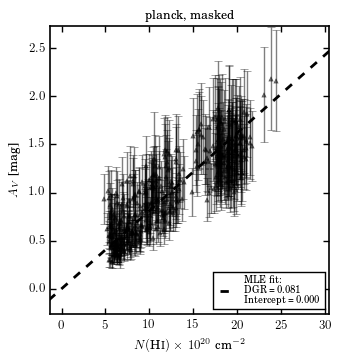 planck, masked
2.5
2.0
1.5
1.0
0.5
0.0
A_V [mag]
MLE fit:
DGR = 0.081
Intercept = 0.000
0 5 10 15 20 25 30
N(HI) × 10^20 cm^−2